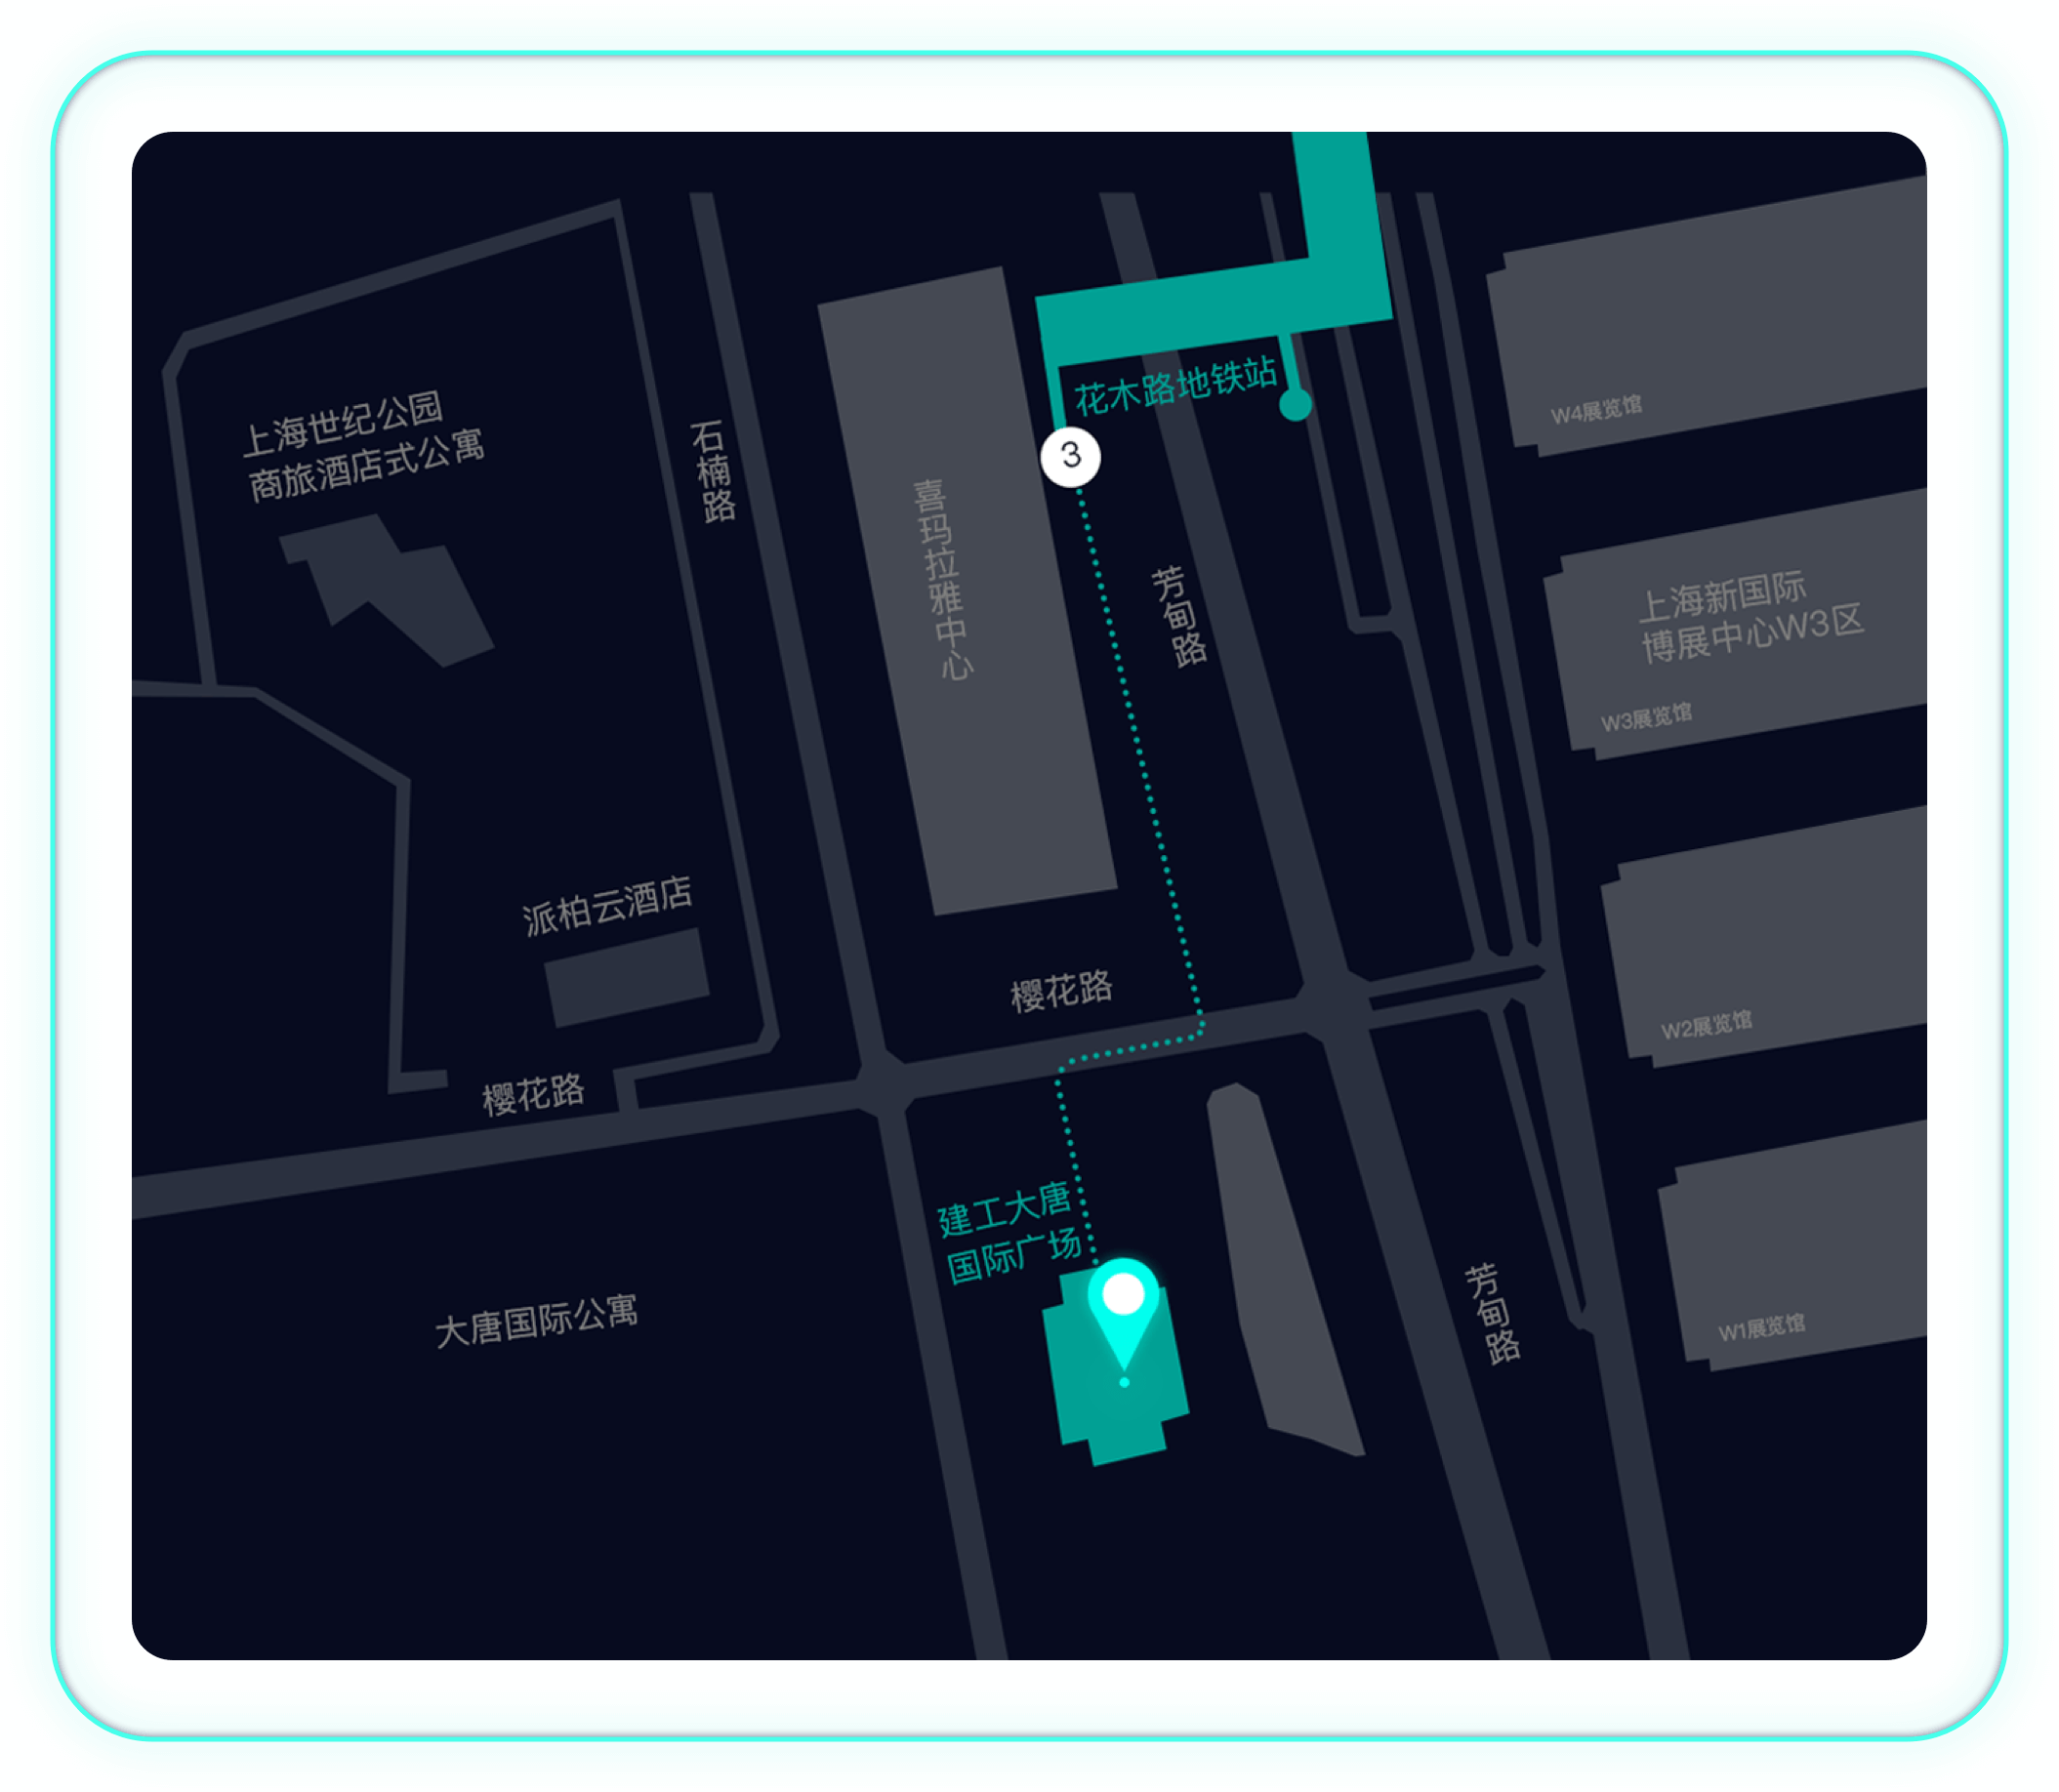 花木路地铁站
3
W4展览馆
上海世纪公园
商旅酒店式公寓
石楠路
喜玛拉雅中心
芳甸路
上海新国际
博展中心W3区
W3展览馆
派柏云酒店
樱花路
W2展览馆
樱花路
建工大唐
国际广场
大唐国际公寓
芳甸路
W1展览馆